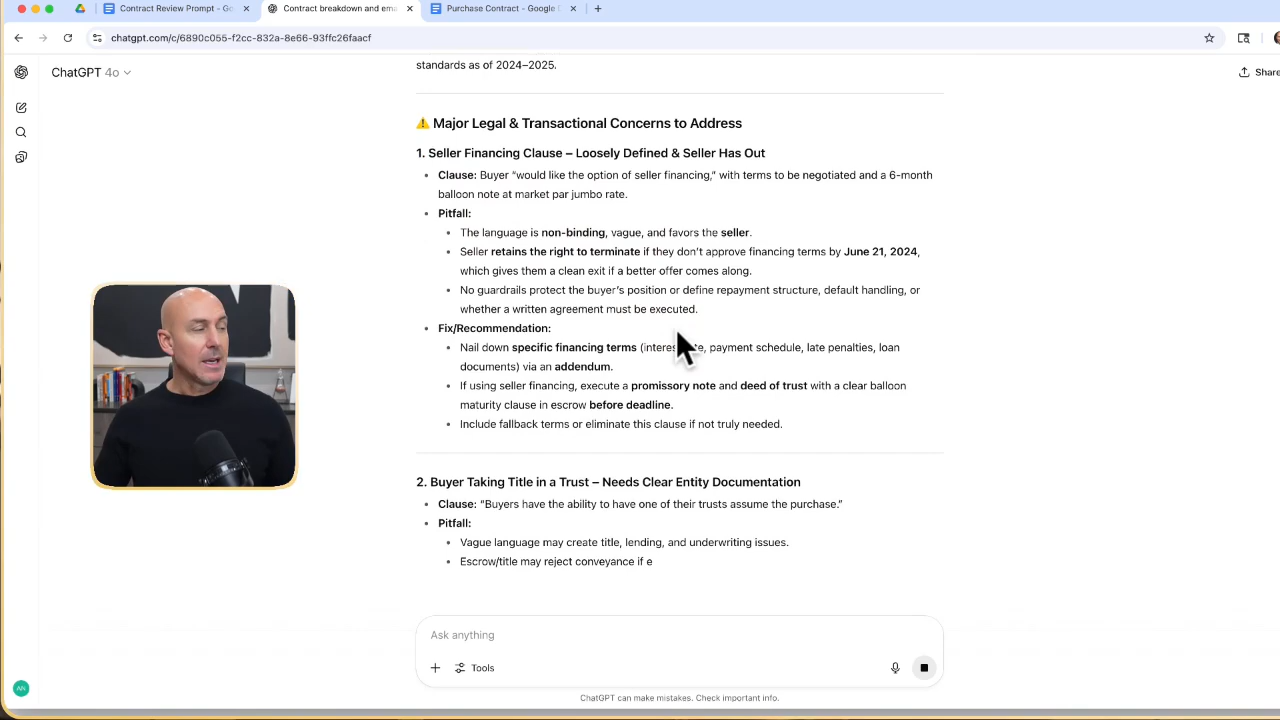 Contract Review Prompt - Go
Contract breakdown and ema
Purchase Contract - Google
chatgpt.com/c/6890c055-f2cc-832a-8e66-93ffc26faacf
ChatGPT 4o
Share
standards as of 2024–2025.
⚠️ Major Legal & Transactional Concerns to Address
1. Seller Financing Clause – Loosely Defined & Seller Has Out
• Clause: Buyer “would like the option of seller financing,” with terms to be negotiated and a 6-month
balloon note at market par jumbo rate.
• Pitfall:
• The language is non-binding, vague, and favors the seller.
• Seller retains the right to terminate if they don’t approve financing terms by June 21, 2024,
which gives them a clean exit if a better offer comes along.
• No guardrails protect the buyer’s position or define repayment structure, default handling, or
whether a written agreement must be executed.
• Fix/Recommendation:
• Nail down specific financing terms (interes e, payment schedule, late penalties, loan
documents) via an addendum.
• If using seller financing, execute a promissory note and deed of trust with a clear balloon
maturity clause in escrow before deadline.
• Include fallback terms or eliminate this clause if not truly needed.
2. Buyer Taking Title in a Trust – Needs Clear Entity Documentation
• Clause: “Buyers have the ability to have one of their trusts assume the purchase.”
• Pitfall:
• Vague language may create title, lending, and underwriting issues.
• Escrow/title may reject conveyance if e
Ask anything
Tools
AN
ChatGPT can make mistakes. Check important info.